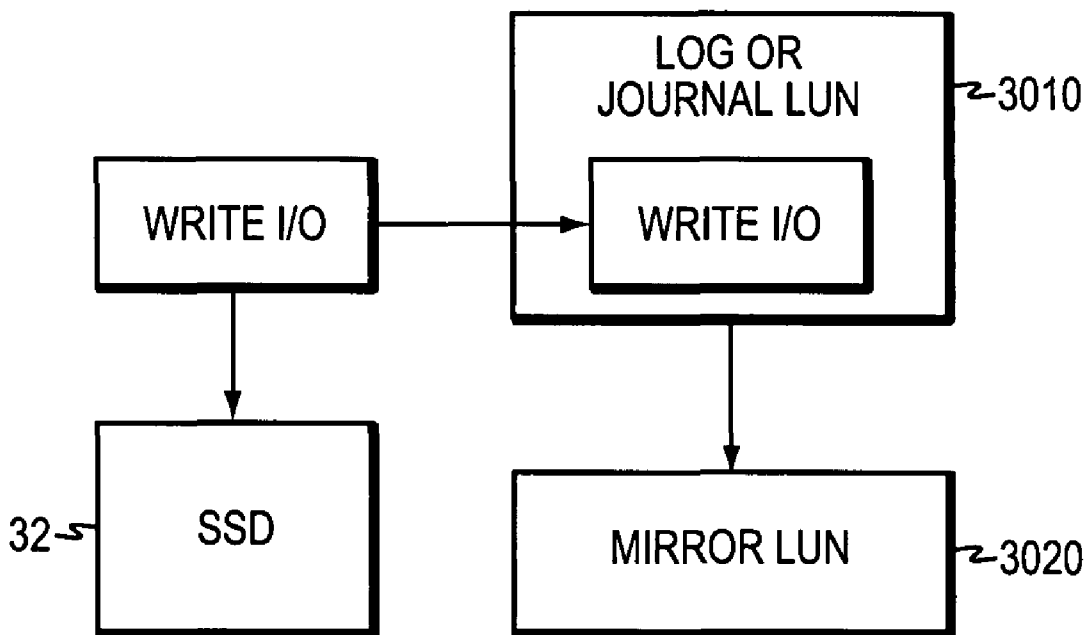 LOG OR
JOURNAL LUN
3010
WRITE I/O
WRITE I/O
32
SSD
MIRROR LUN
3020